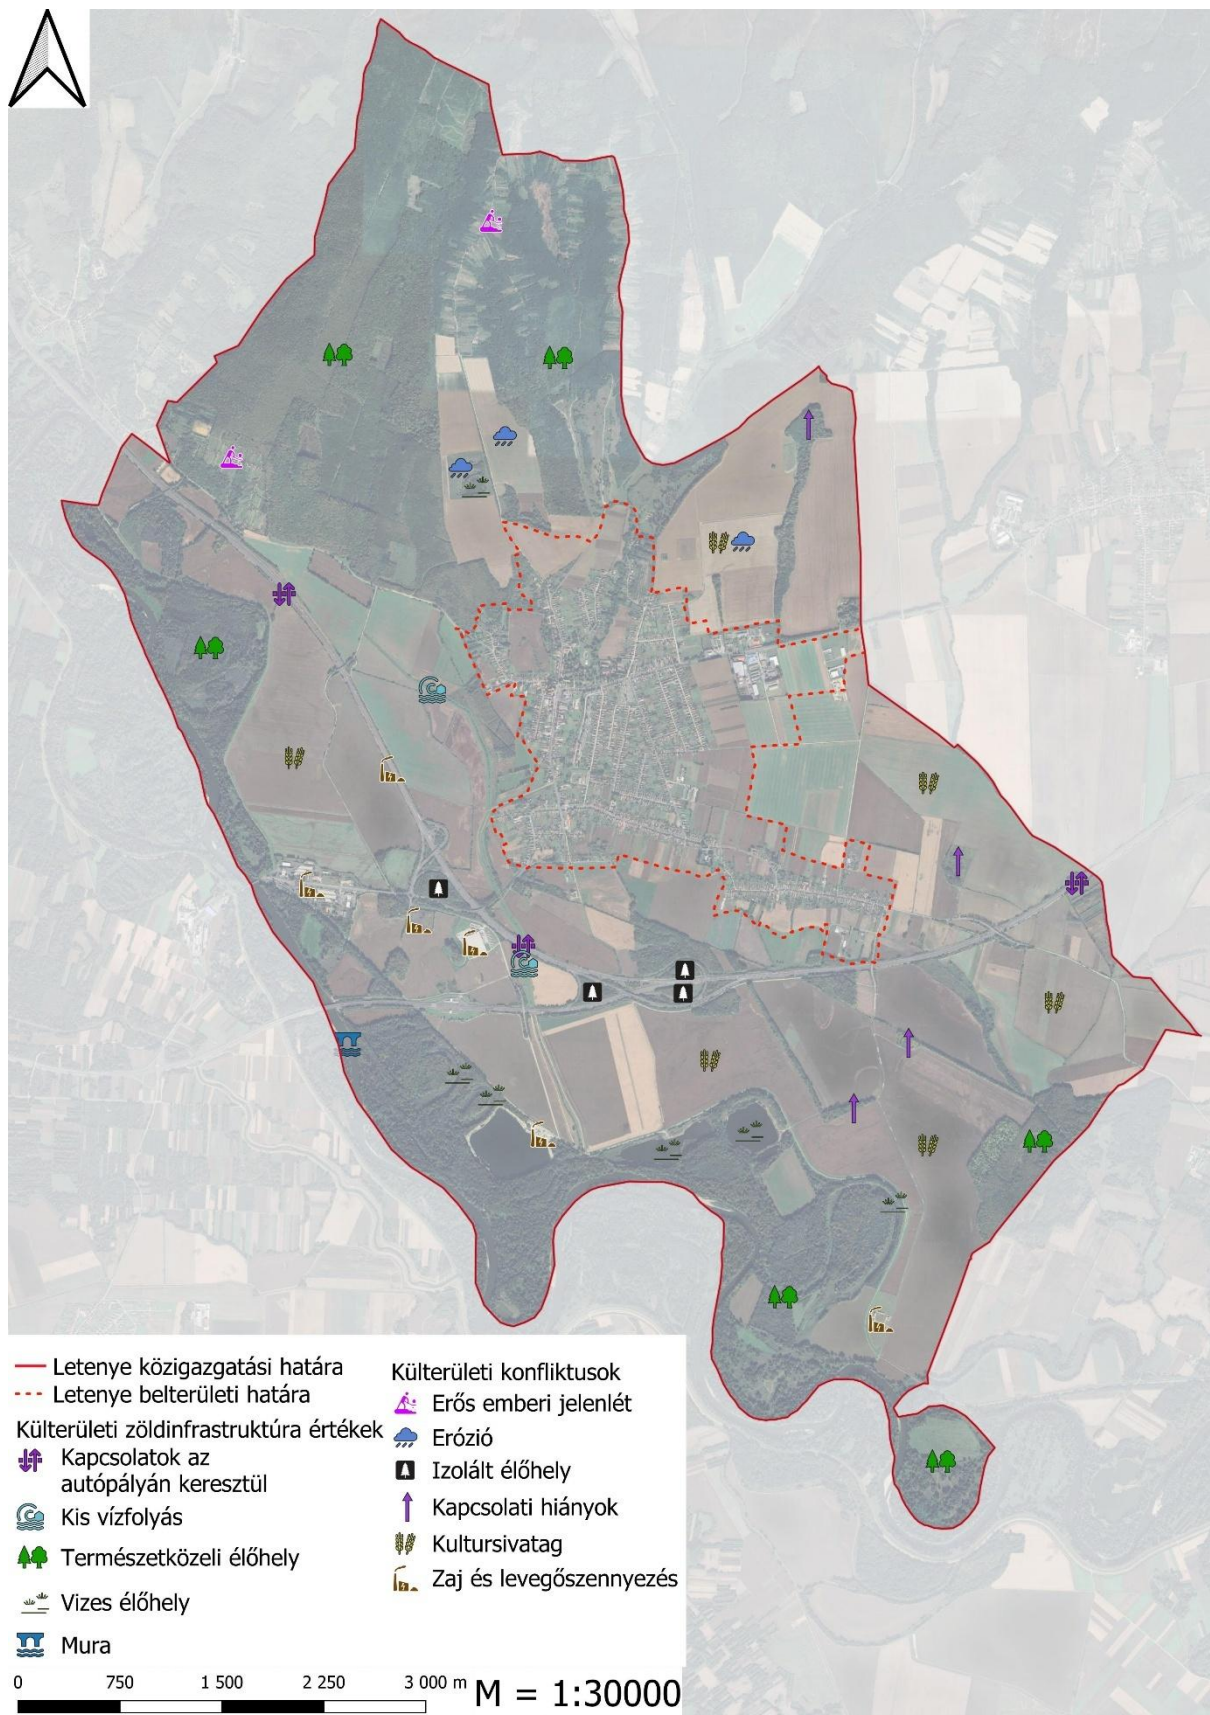 Letenye közigazgatási határa
Letenye belterületi határa
Külterületi zöldinfrastruktúra értékek
Kapcsolatok az
autópályán keresztül
Kis vízfolyás
Természetközeli élőhely
Vizes élőhely
Mura
Külterületi konfliktusok
Erős emberi jelenlét
Erózió
Izolált élőhely
Kapcsolati hiányok
Kultursivatag
Zaj és levegőszennyezés
0 750 1 500 2 250 3 000 m
M = 1:30000